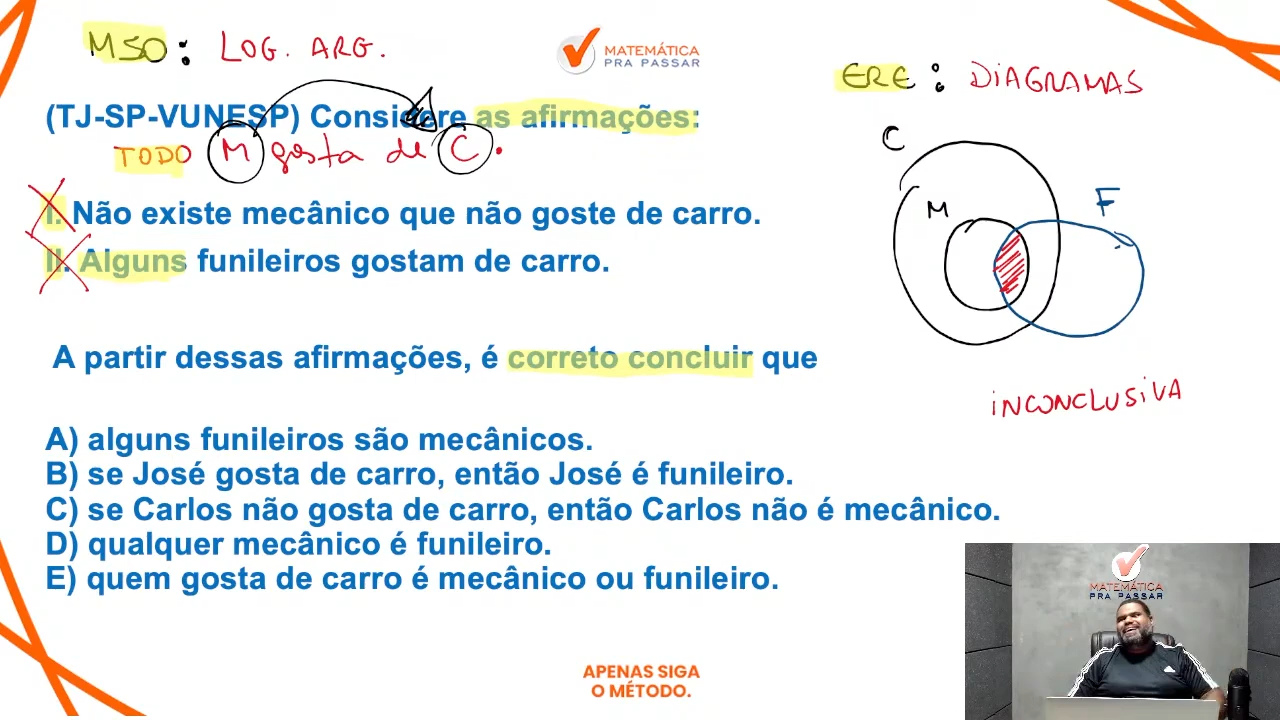 MSO: LOG. ARG.
MATEMÁTICA
PRA PASSAR
ERE: DIAGRAMAS
(TJ-SP-VUNESP) Considere as afirmações:
TODO M gosta de C.
C
M
F
I. Não existe mecânico que não goste de carro.
II. Alguns funileiros gostam de carro.
A partir dessas afirmações, é correto concluir que
INCONCLUSIVA
A) alguns funileiros são mecânicos.
B) se José gosta de carro, então José é funileiro.
C) se Carlos não gosta de carro, então Carlos não é mecânico.
D) qualquer mecânico é funileiro.
E) quem gosta de carro é mecânico ou funileiro.
MATEMÁTICA
PRA PASSAR
APENAS SIGA
O MÉTODO.